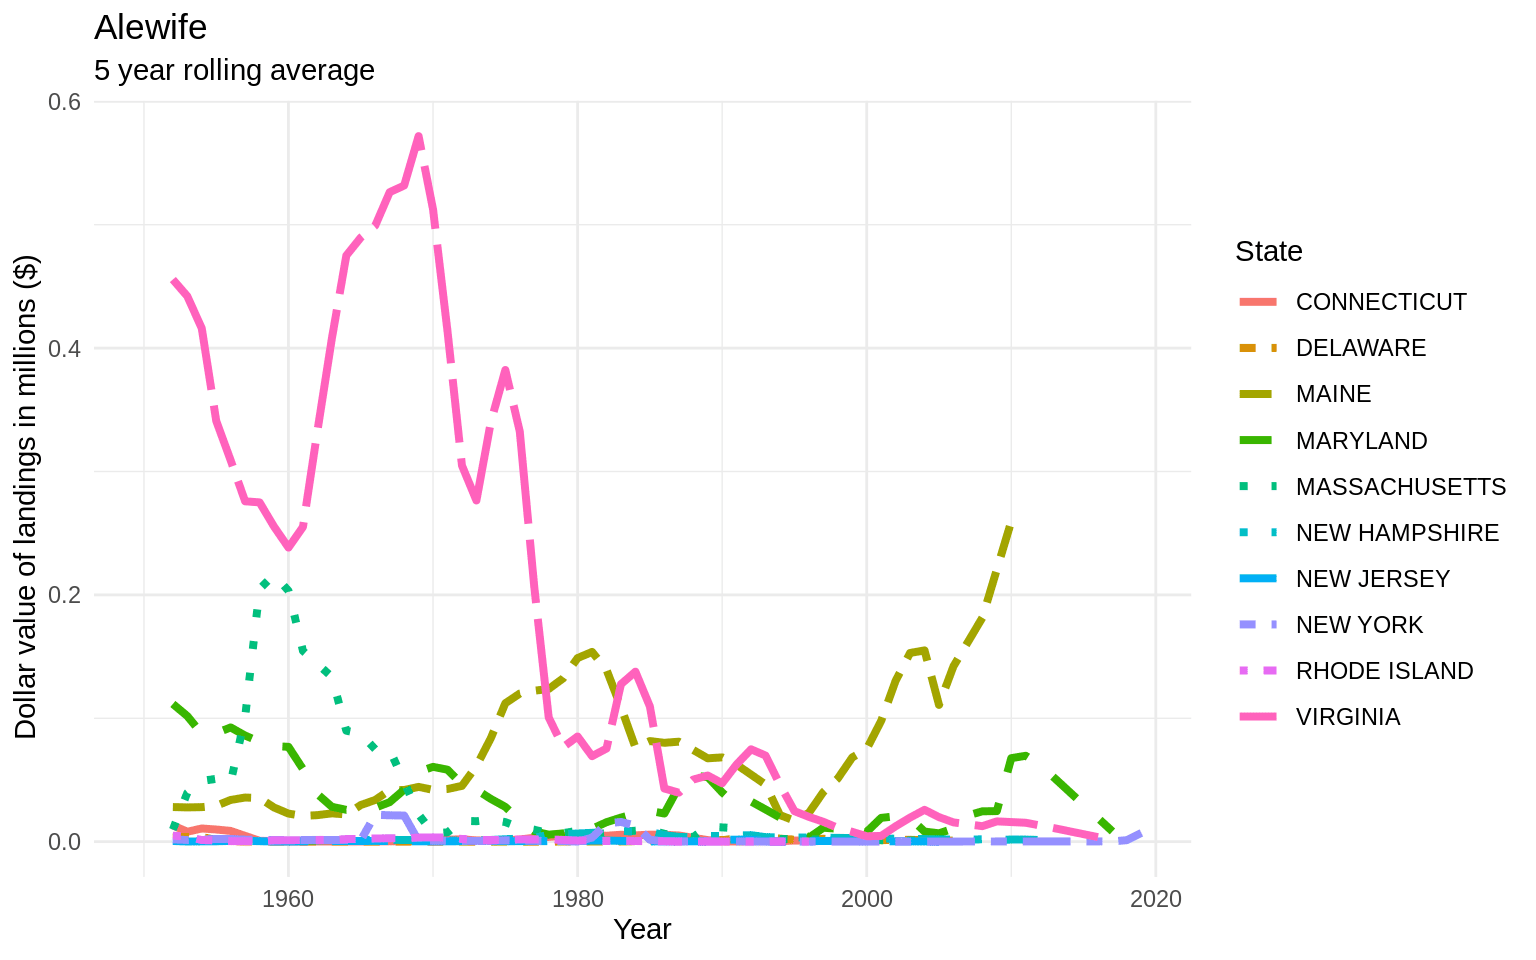 Alewife
5 year rolling average
0.6
0.4
0.2
0.0
Dollar value of landings in millions ($)
1960
1980
2000
2020
Year
State
CONNECTICUT
DELAWARE
MAINE
MARYLAND
MASSACHUSETTS
NEW HAMPSHIRE
NEW JERSEY
NEW YORK
RHODE ISLAND
VIRGINIA